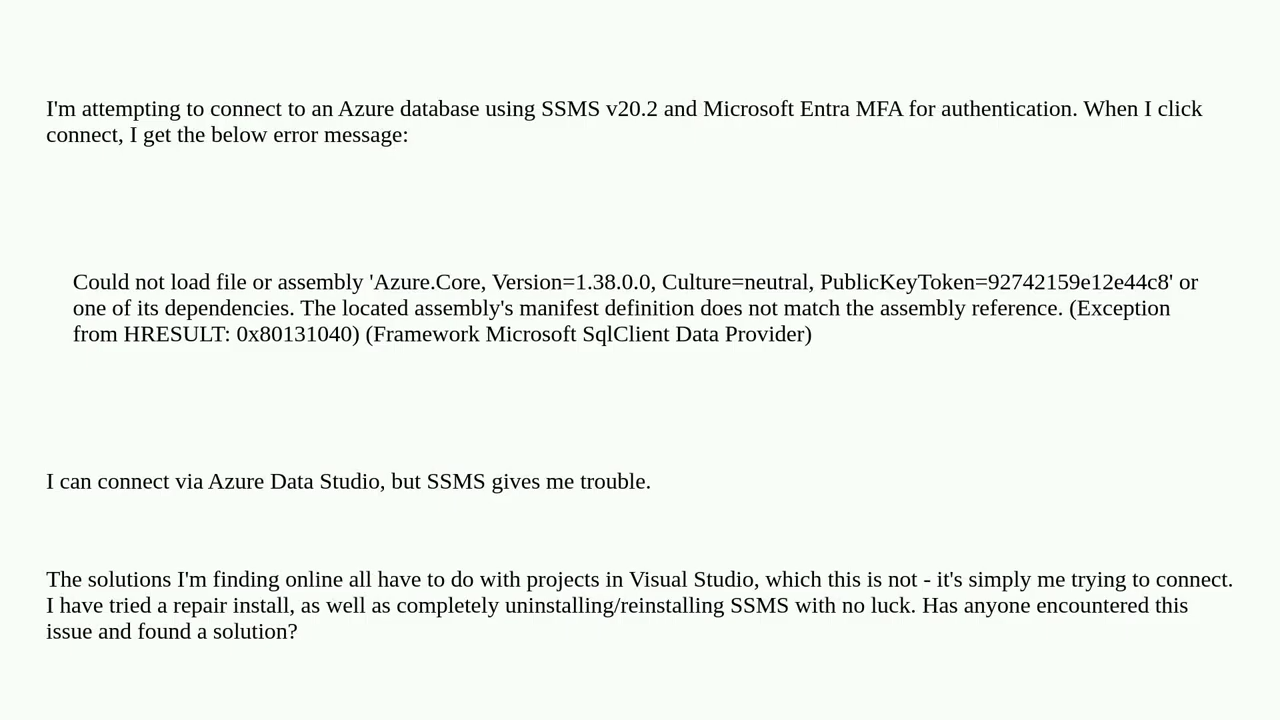 I'm attempting to connect to an Azure database using SSMS v20.2 and Microsoft Entra MFA for authentication. When I click
connect, I get the below error message:
Could not load file or assembly 'Azure.Core, Version=1.38.0.0, Culture=neutral, PublicKeyToken=92742159e12e44c8' or
one of its dependencies. The located assembly's manifest definition does not match the assembly reference. (Exception
from HRESULT: 0x80131040) (Framework Microsoft SqlClient Data Provider)
I can connect via Azure Data Studio, but SSMS gives me trouble.
The solutions I'm finding online all have to do with projects in Visual Studio, which this is not - it's simply me trying to connect.
I have tried a repair install, as well as completely uninstalling/reinstalling SSMS with no luck. Has anyone encountered this
issue and found a solution?